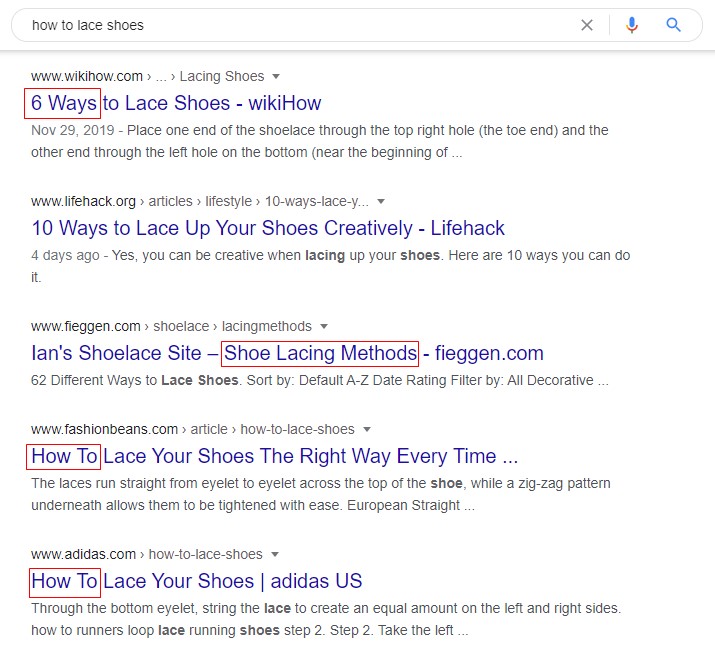 how to lace shoes
www.wikihow.com › ... › Lacing Shoes
6 Ways to Lace Shoes - wikiHow
Nov 29, 2019 - Place one end of the shoelace through the top right hole (the toe end) and the
other end through the left hole on the bottom (near the beginning of ...
www.lifehack.org › articles › lifestyle › 10-ways-lace-y...
10 Ways to Lace Up Your Shoes Creatively - Lifehack
4 days ago - Yes, you can be creative when lacing up your shoes. Here are 10 ways you can do
it.
www.fieggen.com › shoelace › lacingmethods
Ian's Shoelace Site – Shoe Lacing Methods - fieggen.com
62 Different Ways to Lace Shoes. Sort by: Default A-Z Date Rating Filter by: All Decorative ...
www.fashionbeans.com › article › how-to-lace-shoes
How To Lace Your Shoes The Right Way Every Time ...
The laces run straight from eyelet to eyelet across the top of the shoe, while a zig-zag pattern
underneath allows them to be tightened with ease. European Straight ...
www.adidas.com › how-to-lace-shoes
How To Lace Your Shoes | adidas US
Through the bottom eyelet, string the lace to create an equal amount on the left and right sides.
how to runners loop lace running shoes step 2. Step 2. Take the left ...